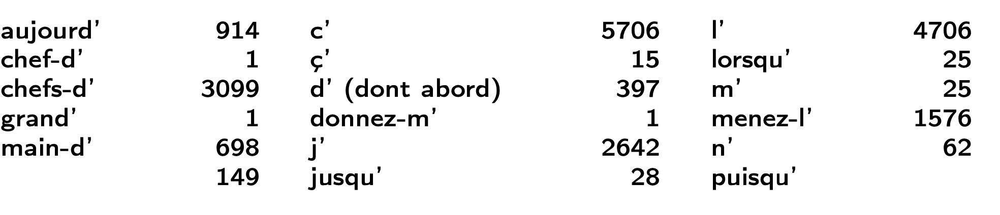 aujourd’ 914 c’ 5706 l’ 4706
chef-d’ 1 ç’ 15 lorsqu’ 25
chefs-d’ 3099 d’ (dont abord) 397 m’ 25
grand’ 1 donnez-m’ 1 menez-l’ 1576
main-d’ 698 j’ 2642 n’ 62
149 jusqu’ 28 puisqu’